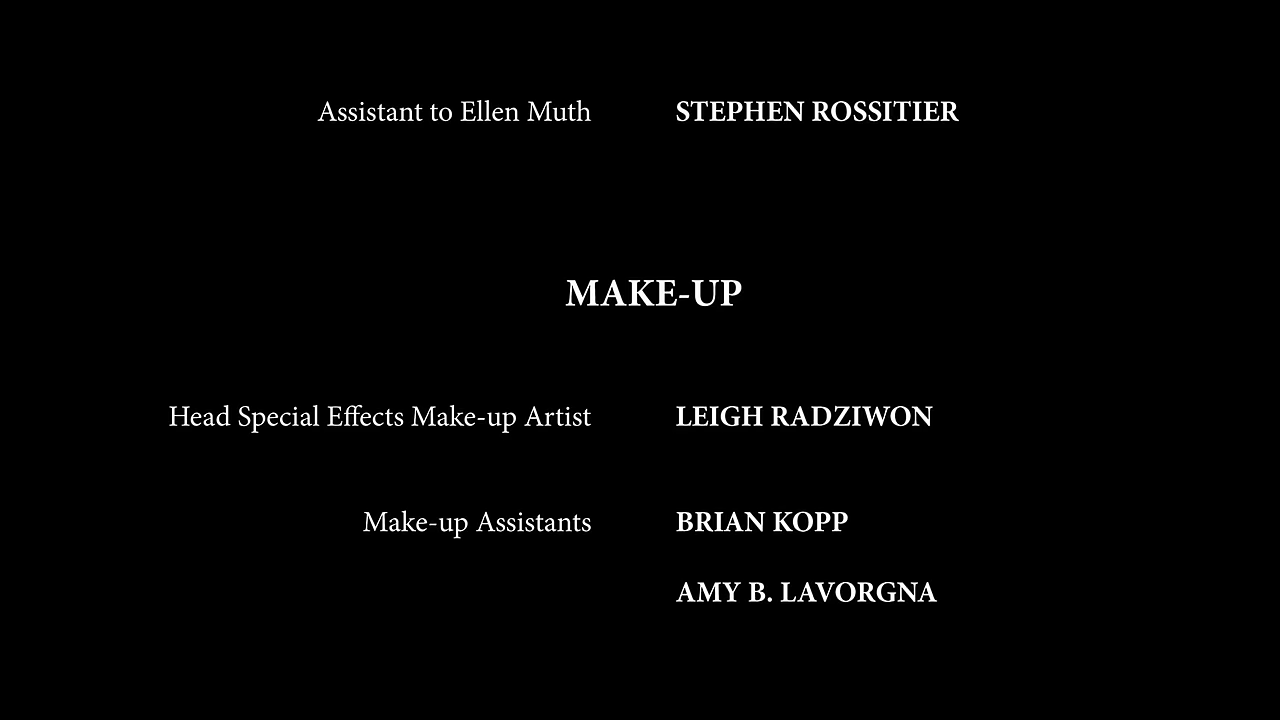 Assistant to Ellen Muth STEPHEN ROSSITIER
MAKE-UP
Head Special Effects Make-up Artist LEIGH RADZIWON
Make-up Assistants BRIAN KOPP
AMY B. LAVORGNA